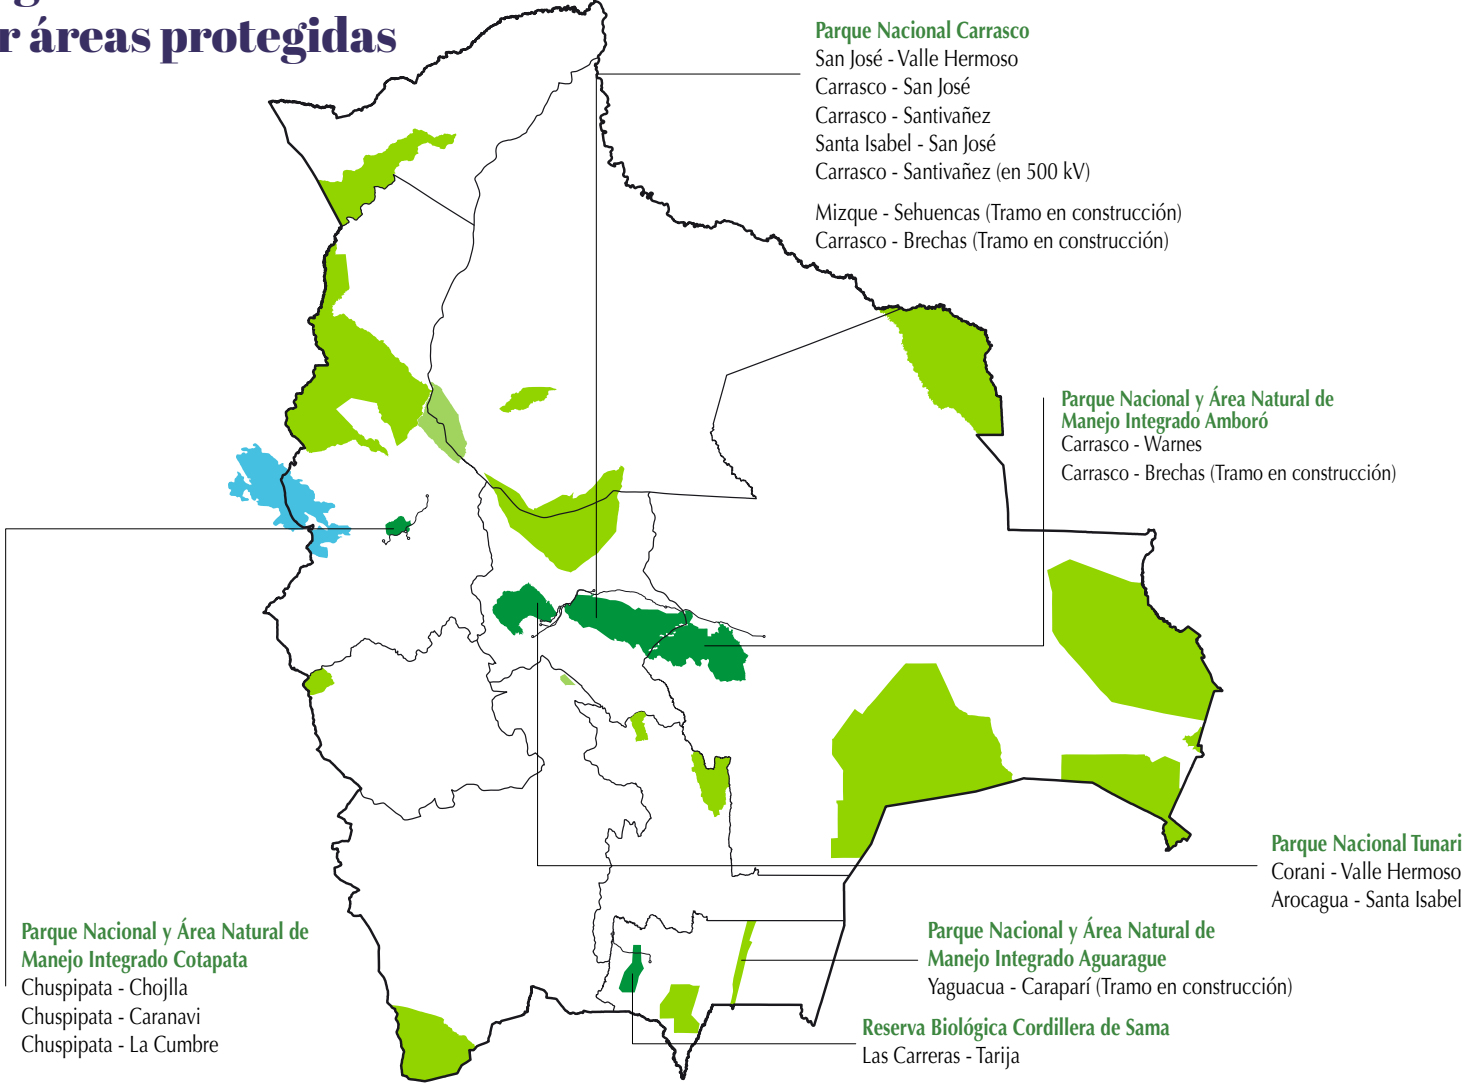 r áreas protegidas
Parque Nacional Carrasco
San José - Valle Hermoso
Carrasco - San José
Carrasco - Santivañez
Santa Isabel - San José
Carrasco - Santivañez (en 500 kV)
Mizque - Sehuencas (Tramo en construcción)
Carrasco - Brechas (Tramo en construcción)
Parque Nacional y Área Natural de
Manejo Integrado Amboró
Carrasco - Warnes
Carrasco - Brechas (Tramo en construcción)
Parque Nacional Tunari
Corani - Valle Hermoso
Arocagua - Santa Isabel
Parque Nacional y Área Natural de
Manejo Integrado Cotapata
Chuspipata - Chojlla
Chuspipata - Caranavi
Chuspipata - La Cumbre
Parque Nacional y Área Natural de
Manejo Integrado Aguarague
Yaguacua - Caraparí (Tramo en construcción)
Reserva Biológica Cordillera de Sama
Las Carreras - Tarija